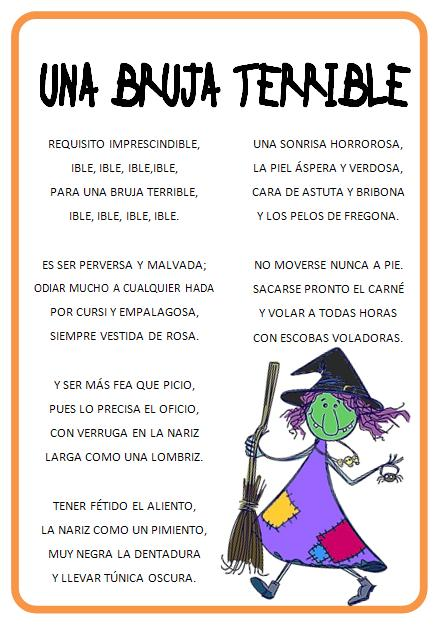 UNA BRUJA TERRIBLE
REQUISITO IMPRESCINDIBLE,
IBLE, IBLE, IBLE,IBLE,
PARA UNA BRUJA TERRIBLE,
IBLE, IBLE, IBLE, IBLE.
ES SER PERVERSA Y MALVADA;
ODIAR MUCHO A CUALQUIER HADA
POR CURSI Y EMPALAGOSA,
SIEMPRE VESTIDA DE ROSA.
Y SER MÁS FEA QUE PICIO,
PUES LO PRECISA EL OFICIO,
CON VERRUGA EN LA NARIZ
LARGA COMO UNA LOMBRIZ.
TENER FÉTIDO EL ALIENTO,
LA NARIZ COMO UN PIMIENTO,
MUY NEGRA LA DENTADURA
Y LLEVAR TÚNICA OSCURA.
UNA SONRISA HORROROSA,
LA PIEL ÁSPERA Y VERDOSA,
CARA DE ASTUTA Y BRIBONA
Y LOS PELOS DE FREGONA.
NO MOVERSE NUNCA A PIE.
SACARSE PRONTO EL CARNÉ
Y VOLAR A TODAS HORAS
CON ESCOBAS VOLADORAS.